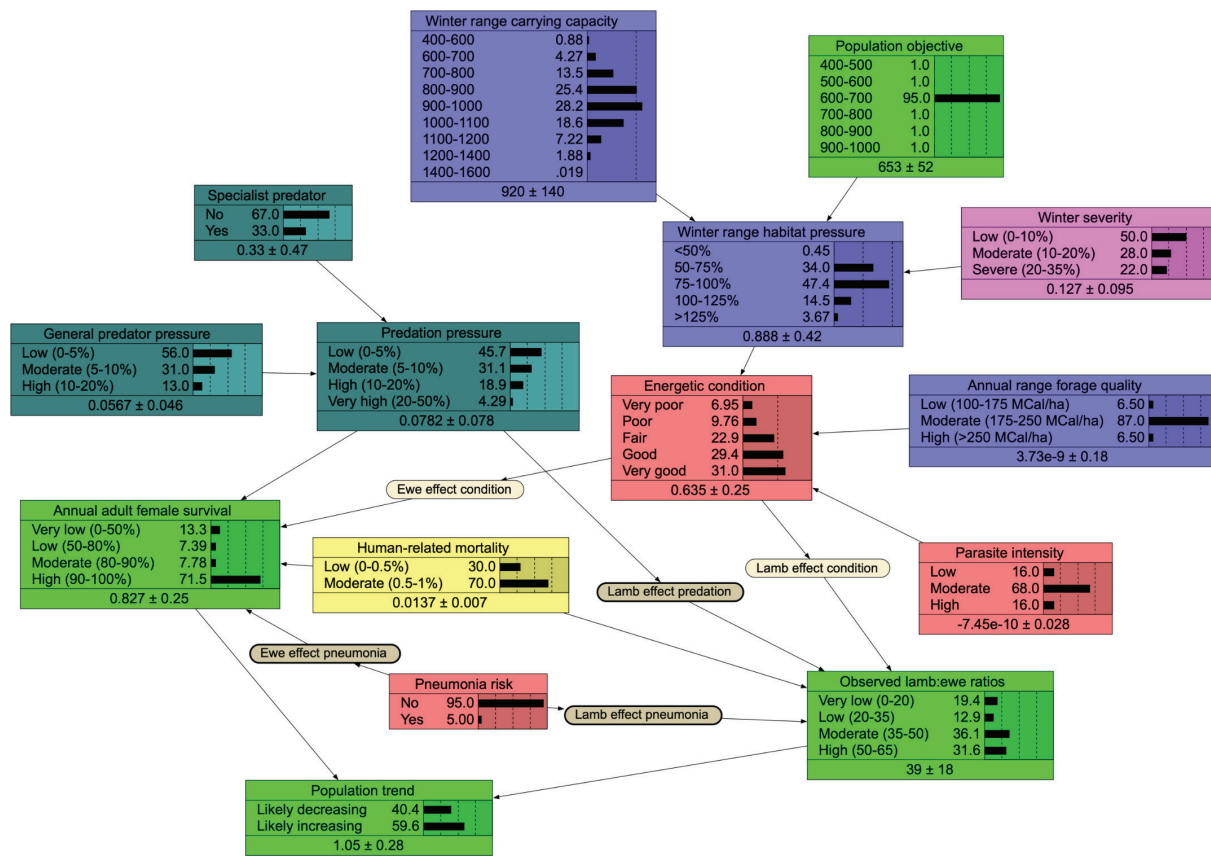 Winter range carrying capacity
400-600 0.88
600-700 4.27
700-800 13.5
800-900 25.4
900-1000 28.2
1000-1100 18.6
1100-1200 7.22
1200-1400 1.88
1400-1600 .019
920 ± 140
Population objective
400-500 1.0
500-600 1.0
600-700 95.0
700-800 1.0
800-900 1.0
900-1000 1.0
653 ± 52
Specialist predator
No 67.0
Yes 33.0
0.33 ± 0.47
Winter range habitat pressure
<50% 0.45
50-75% 34.0
75-100% 47.4
100-125% 14.5
>125% 3.67
0.888 ± 0.42
Winter severity
Low (0-10%) 50.0
Moderate (10-20%) 28.0
Severe (20-35%) 22.0
0.127 ± 0.095
General predator pressure
Low (0-5%) 56.0
Moderate (5-10%) 31.0
High (10-20%) 13.0
0.0567 ± 0.046
Predation pressure
Low (0-5%) 45.7
Moderate (5-10%) 31.1
High (10-20%) 18.9
Very high (20-50%) 4.29
0.0782 ± 0.078
Energetic condition
Very poor 6.95
Poor 9.76
Fair 22.9
Good 29.4
Very good 31.0
0.635 ± 0.25
Annual range forage quality
Low (100-175 MCal/ha) 6.50
Moderate (175-250 MCal/ha) 87.0
High (>250 MCal/ha) 6.50
3.73e-9 ± 0.18
Ewe effect condition
Annual adult female survival
Very low (0-50%) 13.3
Low (50-80%) 7.39
Moderate (80-90%) 7.78
High (90-100%) 71.5
0.827 ± 0.25
Human-related mortality
Low (0-0.5%) 30.0
Moderate (0.5-1%) 70.0
0.0137 ± 0.007
Lamb effect predation
Lamb effect condition
Parasite intensity
Low 16.0
Moderate 68.0
High 16.0
-7.45e-10 ± 0.028
Ewe effect pneumonia
Pneumonia risk
No 95.0
Yes 5.00
Lamb effect pneumonia
Observed lamb:ewe ratios
Very low (0-20) 19.4
Low (20-35) 12.9
Moderate (35-50) 36.1
High (50-65) 31.6
39 ± 18
Population trend
Likely decreasing 40.4
Likely increasing 59.6
1.05 ± 0.28